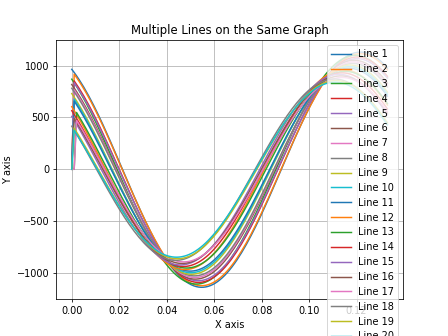 Multiple Lines on the Same Graph
Y axis
1000
500
0
−500
−1000
0.00
0.02
0.04
0.06
0.08
0.10
X axis
Line 1
Line 2
Line 3
Line 4
Line 5
Line 6
Line 7
Line 8
Line 9
Line 10
Line 11
Line 12
Line 13
Line 14
Line 15
Line 16
Line 17
Line 18
Line 19
Line 20